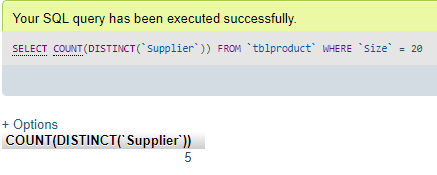 Your SQL query has been executed successfully.
SELECT COUNT(DISTINCT(`Supplier`)) FROM `tblproduct` WHERE `Size` = 20
+ Options
COUNT(DISTINCT(`Supplier`))
5